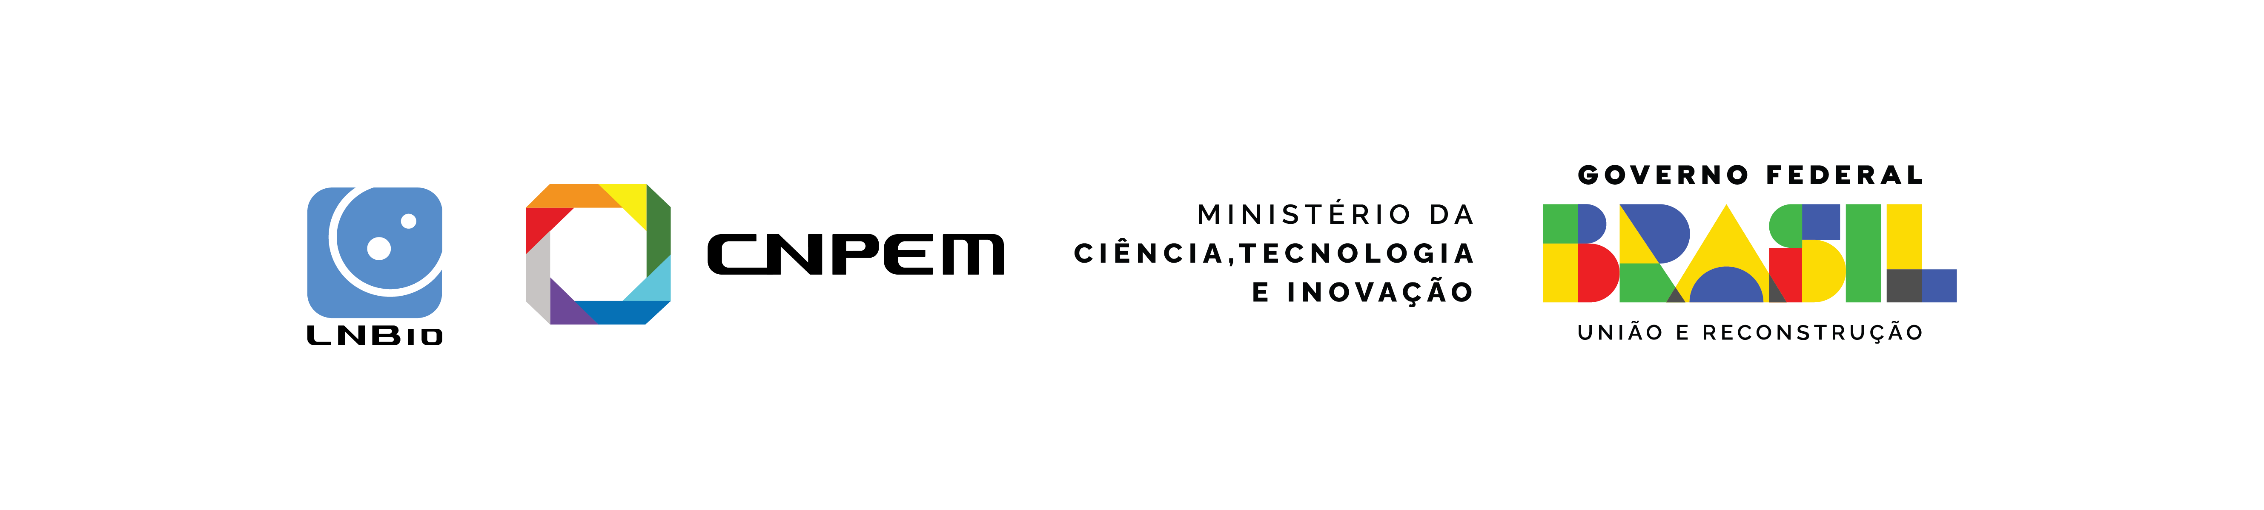 LNBio
CNPEM
MINISTÉRIO DA
CIÊNCIA, TECNOLOGIA
E INOVAÇÃO
GOVERNO FEDERAL
BRASIL
UNIÃO E RECONSTRUÇÃO